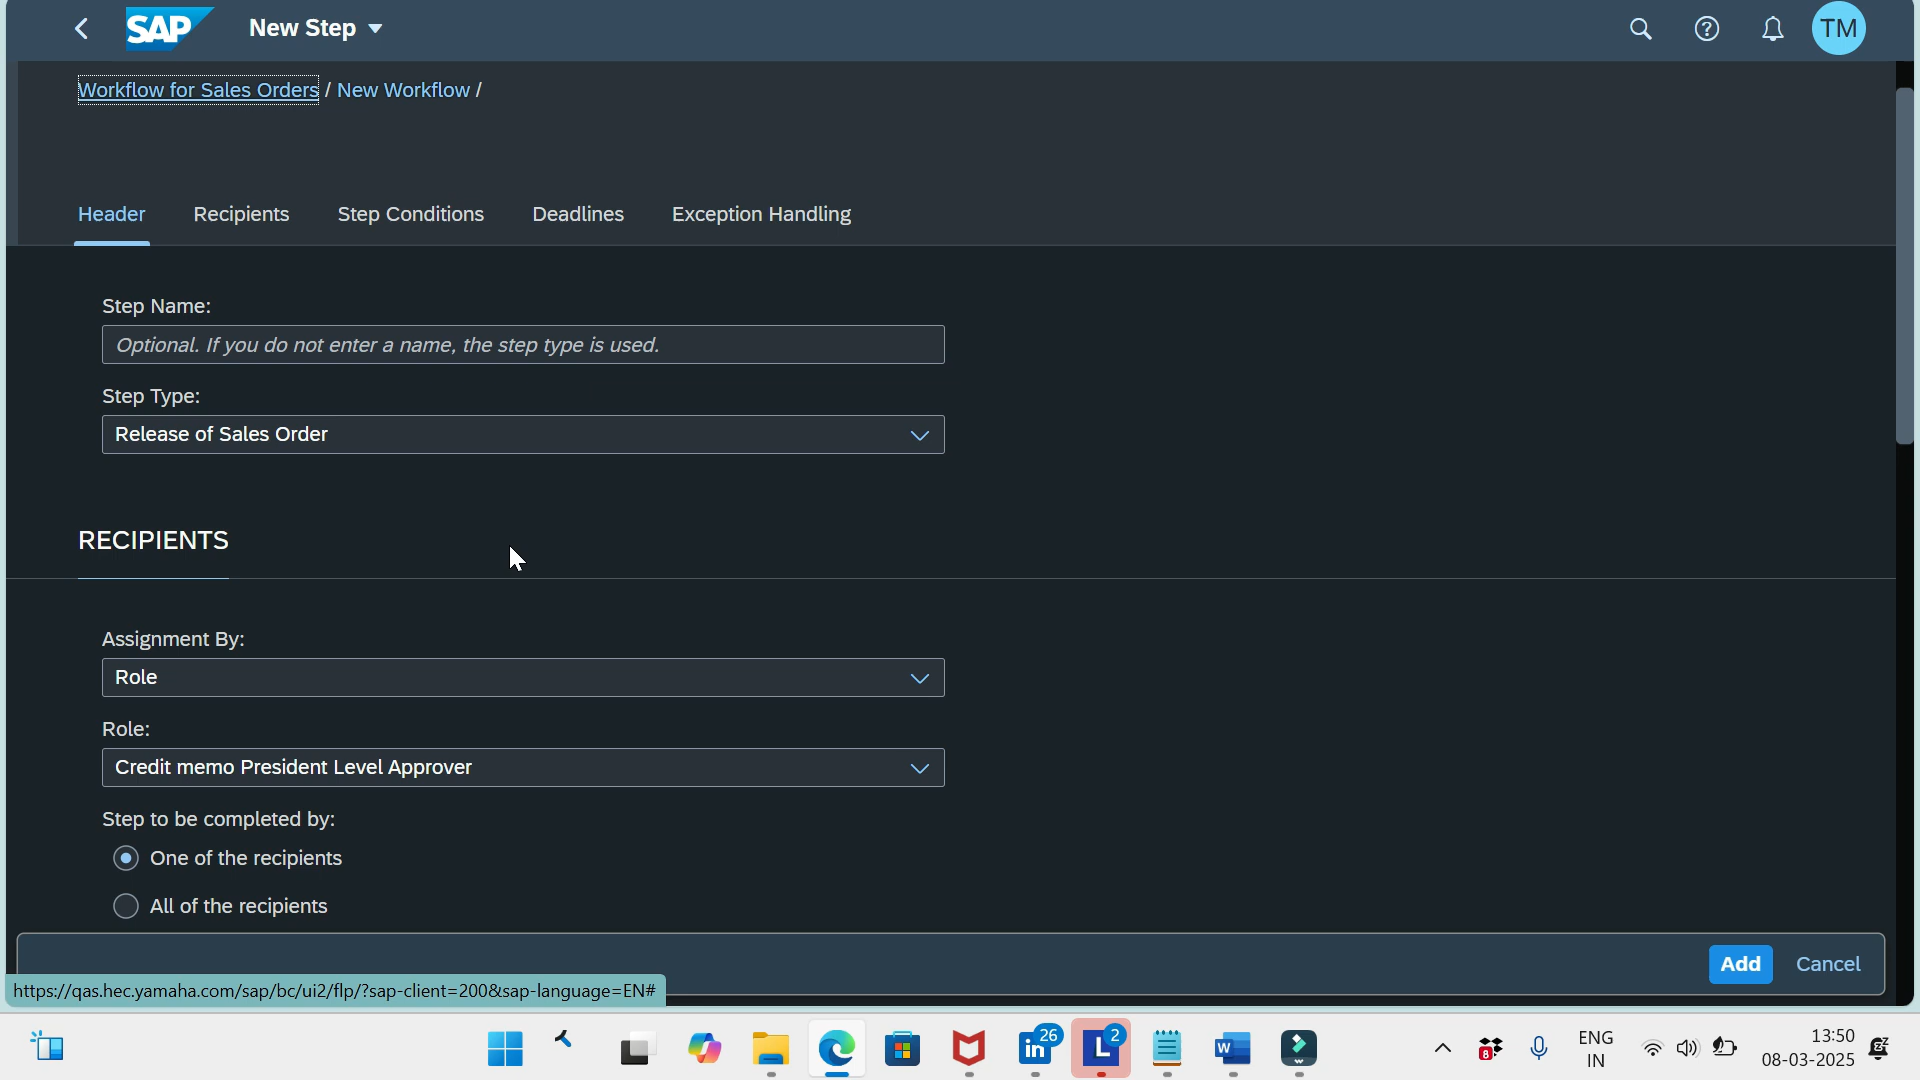 SAP New Step TM
Workflow for Sales Orders / New Workflow /
Header Recipients Step Conditions Deadlines Exception Handling
Step Name:
Optional. If you do not enter a name, the step type is used.
Step Type:
Release of Sales Order
RECIPIENTS
Assignment By:
Role
Role:
Credit memo President Level Approver
Step to be completed by:
One of the recipients
All of the recipients
Add Cancel
https://qas.hec.yamaha.com/sap/bc/ui2/flp/?sap-client=200&sap-language=EN#
in 26 L 2 W 8 ENG IN 13:50 08-03-2025